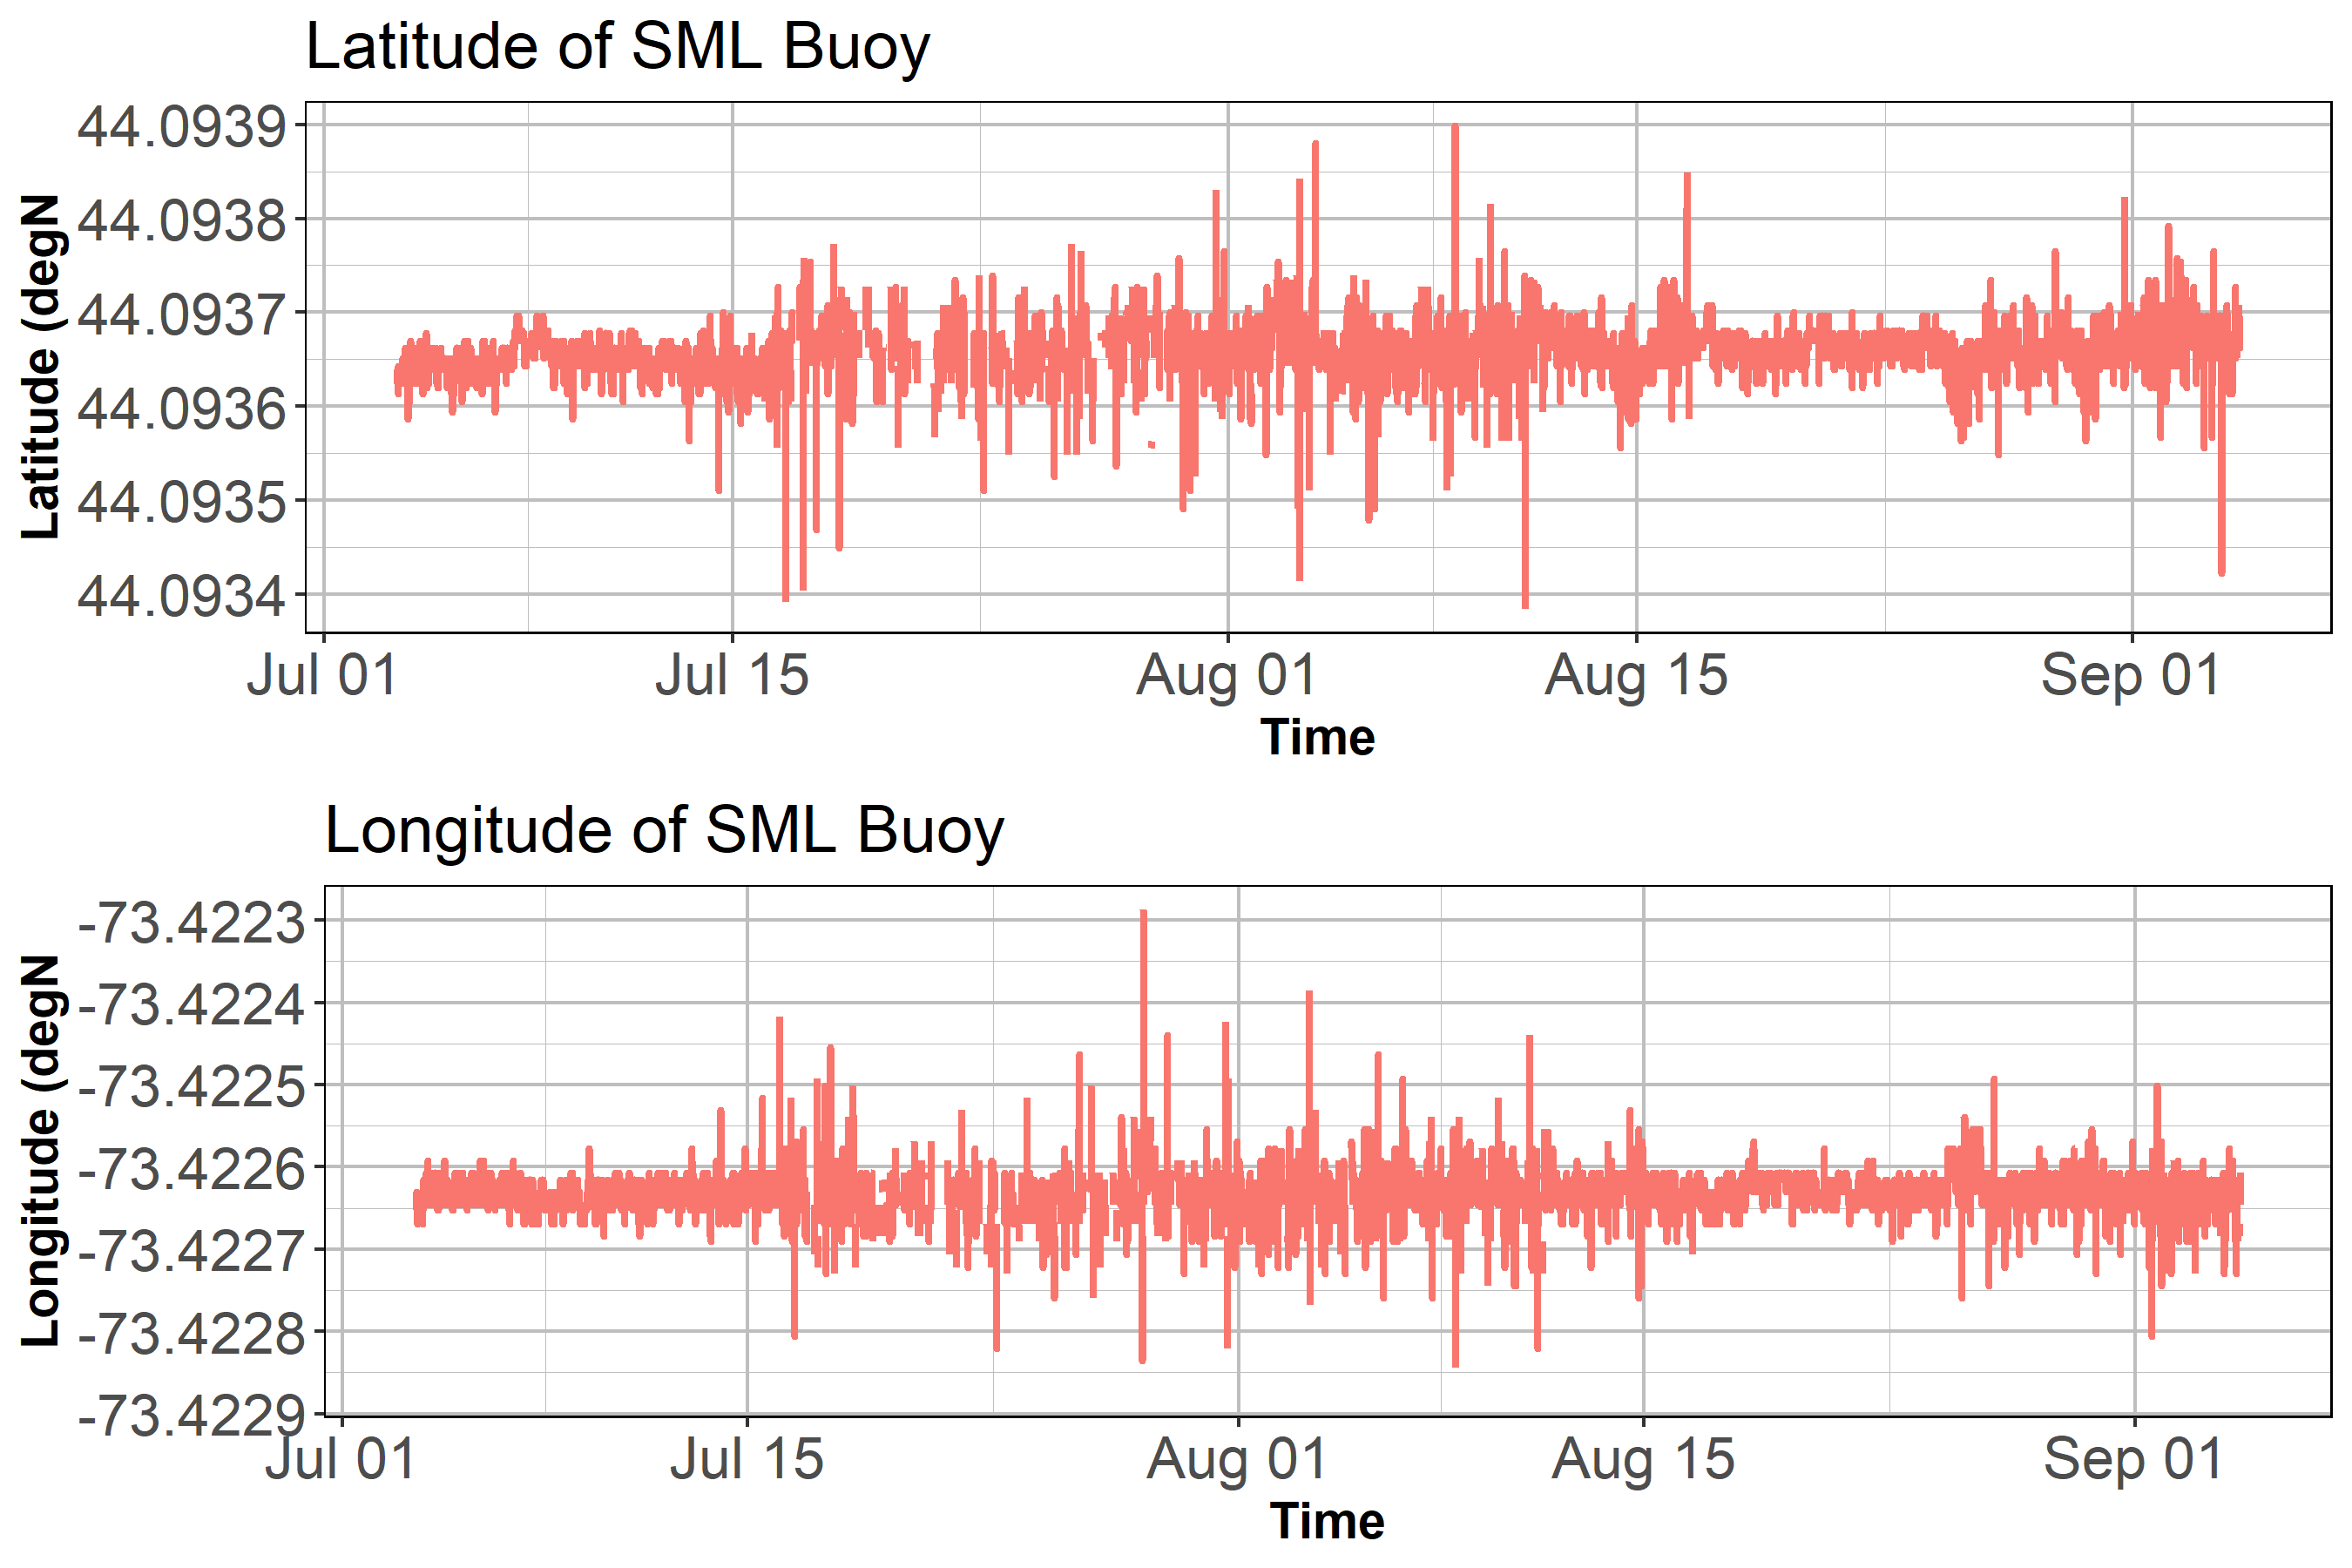 Latitude of SML Buoy
44.0939
44.0938
44.0937
44.0936
44.0935
44.0934
Latitude (degN
Jul 01 Jul 15 Aug 01 Aug 15 Sep 01
Time
Longitude of SML Buoy
-73.4223
-73.4224
-73.4225
-73.4226
-73.4227
-73.4228
-73.4229
Longitude (degN
Jul 01 Jul 15 Aug 01 Aug 15 Sep 01
Time